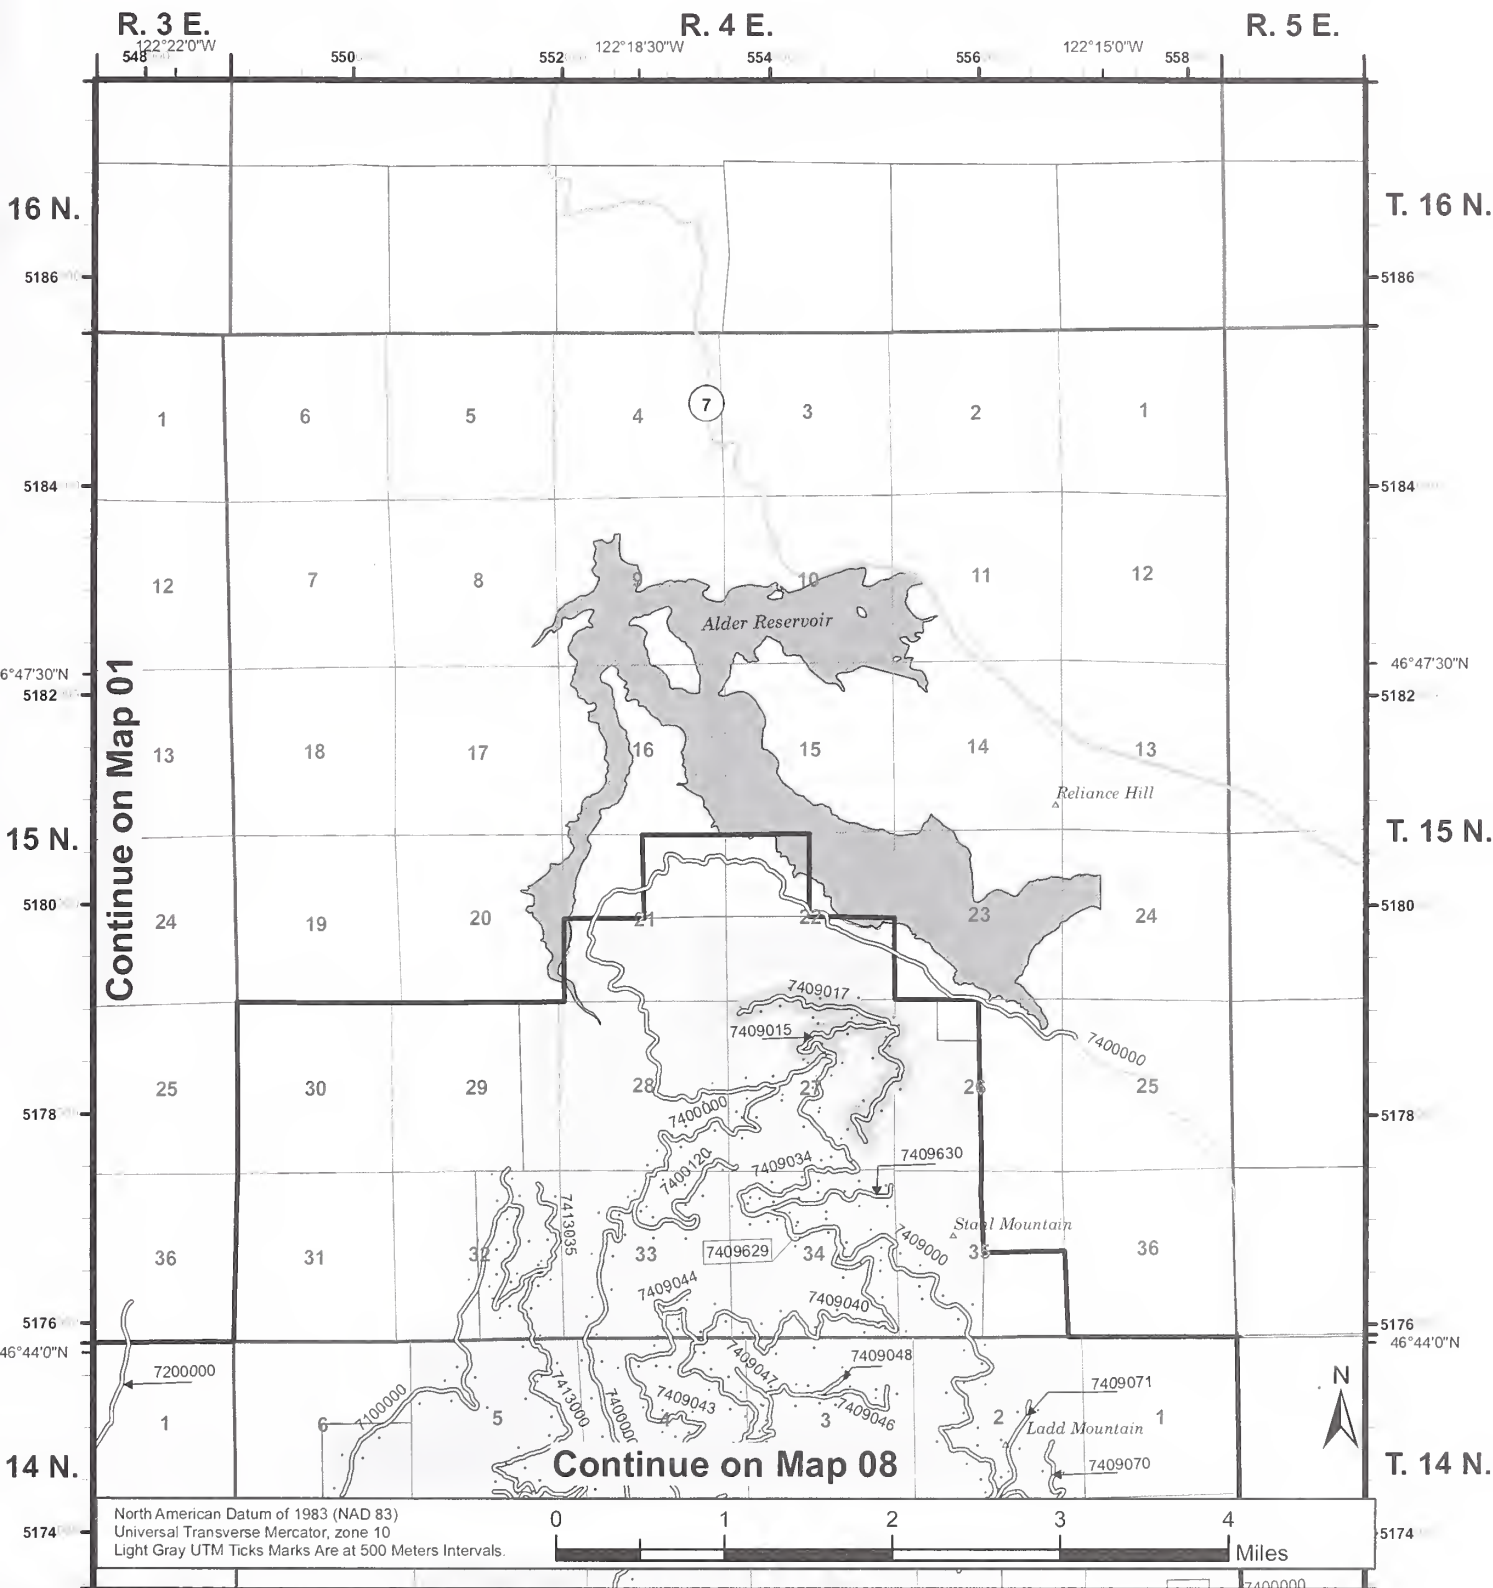 R. 3 E. R. 4 E. R. 5 E.
122°22'0"W 122°18'30"W 122°15'0"W
548 550 552 554 556 558
16 N. T. 16 N.
5186 5186
1 6 5 4 7 3 2 1
5184 5184
12 7 8 9 10 11 12
Alder Reservoir
6°47'30"N 46°47'30"N
5182 5182
Continue on Map 01
13 18 17 16 15 14 13
Reliance Hill
15 N. T. 15 N.
5180 5180
24 19 20 21 22 23 24
7409017
7409015
7400000
25 30 29 28 27 26 25
5178 5178
7400000
7400120
7409034
7409630
7413035
Stahl Mountain
36 31 32 33 34 35 36
7409629
7409000
7409044
7409040
5176 5176
46°44'0"N 46°44'0"N
7200000
7409047
7409048
7409071
N
7100000
7413000
740000
7409043
7409046
1 6 5 4 3 2 1
Ladd Mountain
14 N. Continue on Map 08 T. 14 N.
7409070
North American Datum of 1983 (NAD 83)
Universal Transverse Mercator, zone 10
Light Gray UTM Ticks Marks Are at 500 Meters Intervals.
0 1 2 3 4
Miles
5174 5174
7400000